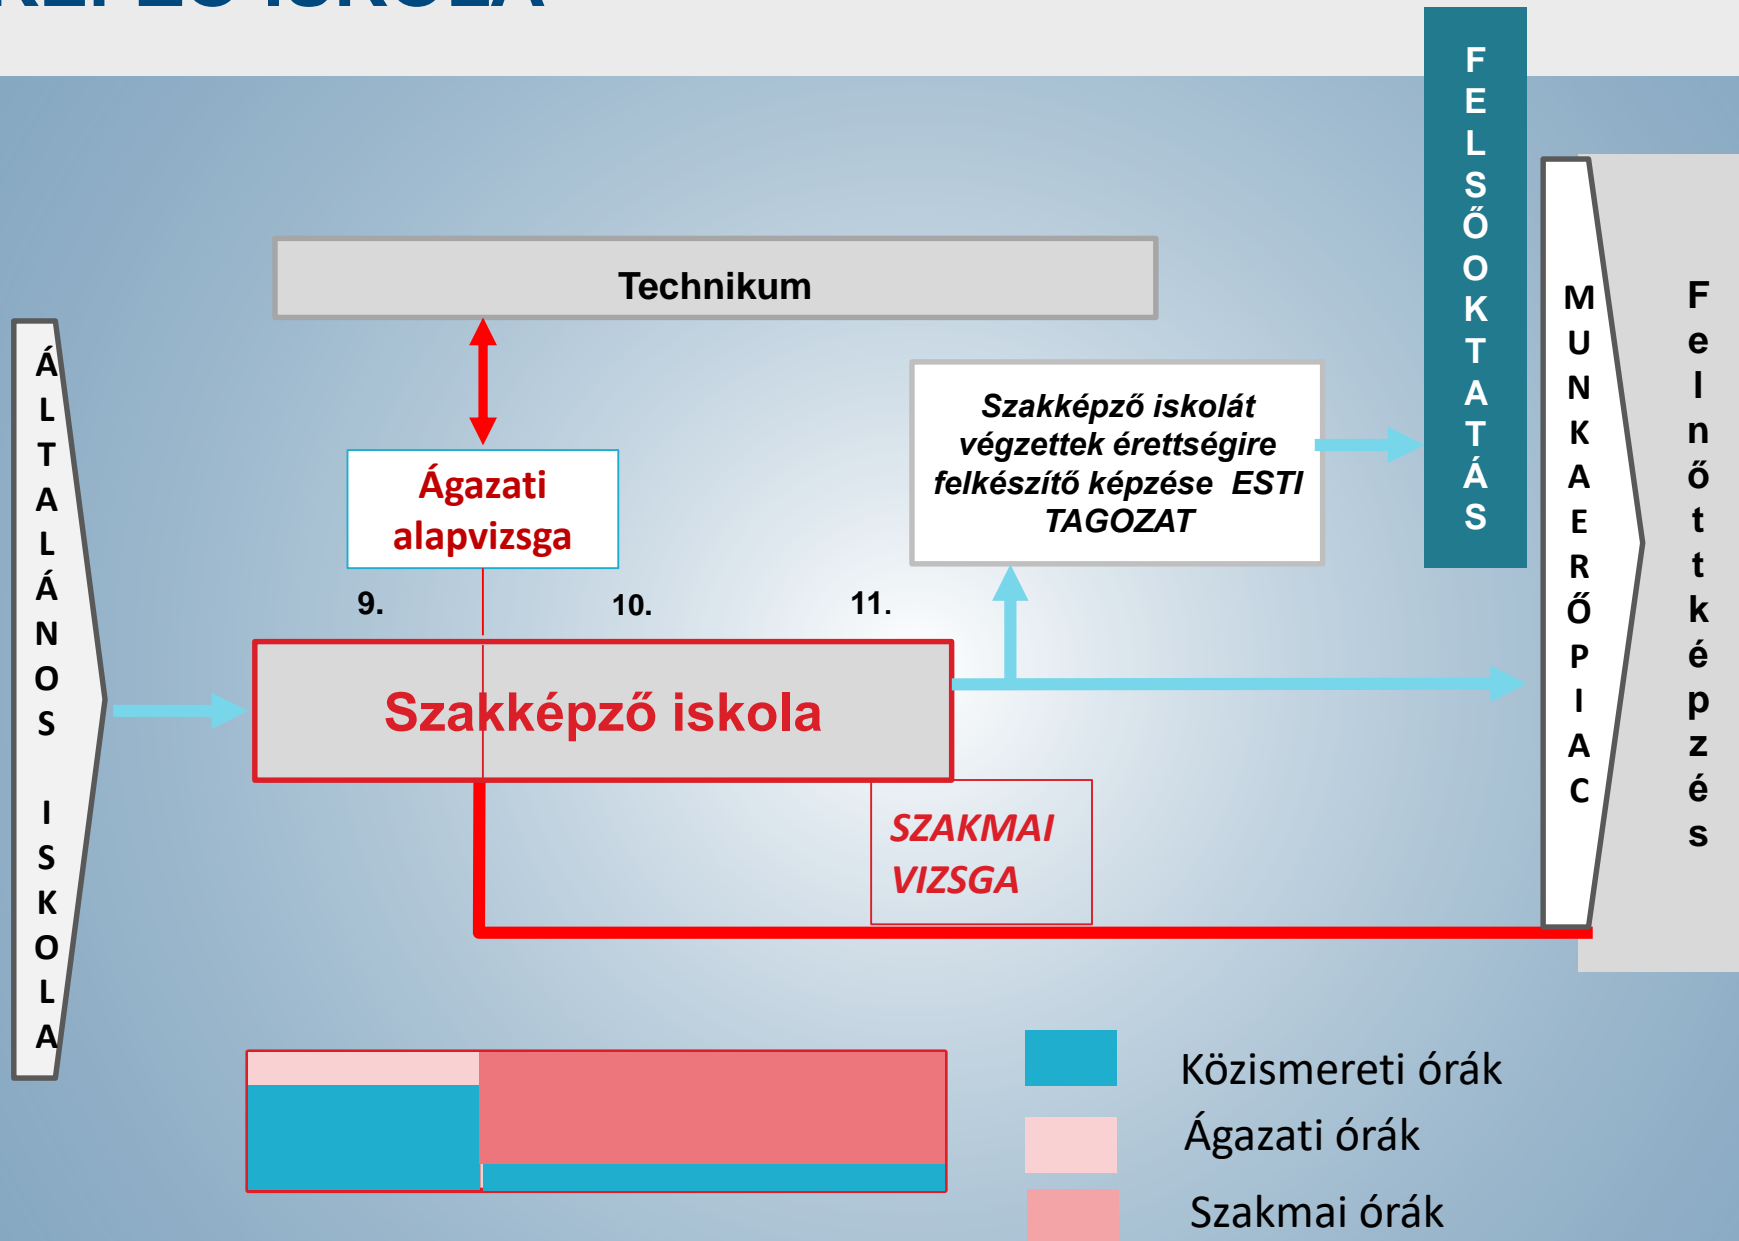 ISKOLA
FELSŐOKTATÁS
Technikum
Szakképző iskolát
végzettek érettségire
felkészítő képzése ESTI
TAGOZAT
Ágazati
alapvizsga
9.
10.
11.
ÁLTALÁNOS ISKOLA
Szakképző iskola
SZAKMAI
VIZSGA
MUNKAERŐPIAC
Felnőttképzés
Közismereti órák
Ágazati órák
Szakmai órák